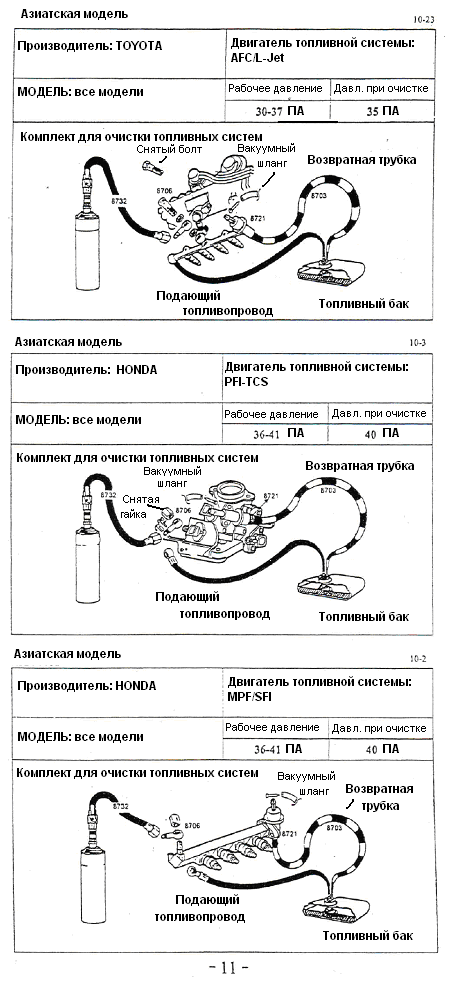 Азиатская модель
10-23
Производитель: TOYOTA
Двигатель топливной системы:
AFC/L-Jet
МОДЕЛЬ: все модели
Рабочее давление
Давл. при очистке
30-37 ПА
35 ПА
Комплект для очистки топливных систем
Снятый болт
Вакуумный
шланг
Возвратная трубка
8706
8732
8721
8703
Подающий
топливопровод
Топливный бак
Азиатская модель
10-3
Производитель: HONDA
Двигатель топливной системы:
PFI-TCS
МОДЕЛЬ: все модели
Рабочее давление
Давл. при очистке
36-41 ПА
40 ПА
Комплект для очистки топливных систем
Возвратная трубка
Вакуумный
шланг
8732
Снятая
гайка
8706
8721
8703
Подающий
топливопровод
Топливный бак
Азиатская модель
10-2
Производитель: HONDA
Двигатель топливной системы:
MPF/SFI
МОДЕЛЬ: все модели
Рабочее давление
Давл. при очистке
36-41 ПА
40 ПА
Комплект для очистки топливных систем
Вакуумный
шланг
Возвратная
трубка
8732
8706
8721
8703
Подающий
топливопровод
Топливный бак
- 11 -